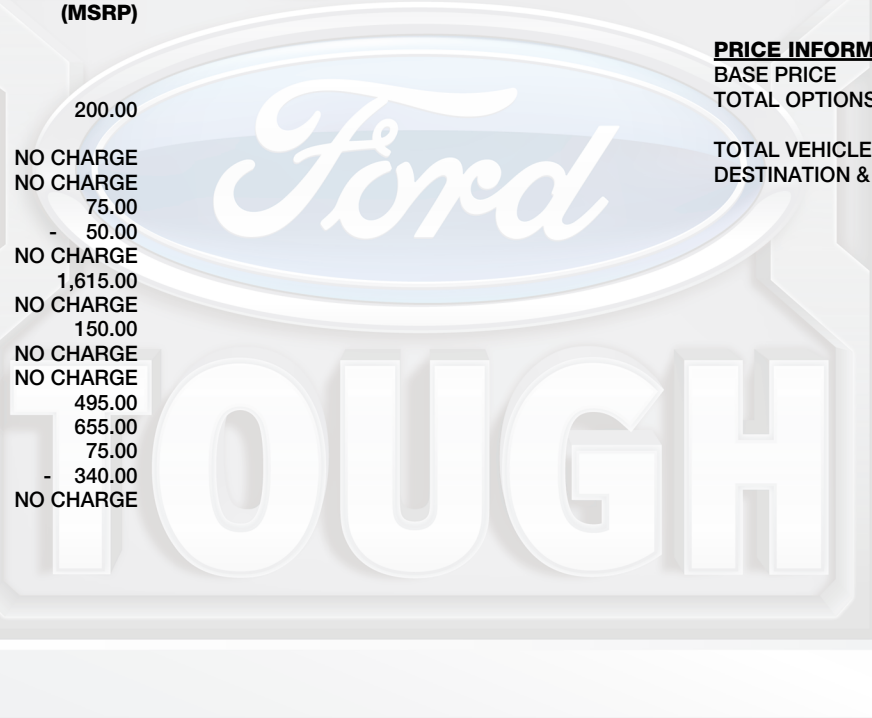 (MSRP)
200.00
NO CHARGE
NO CHARGE
75.00
- 50.00
NO CHARGE
1,615.00
NO CHARGE
150.00
NO CHARGE
NO CHARGE
495.00
655.00
75.00
- 340.00
NO CHARGE
PRICE INFORM
BASE PRICE
TOTAL OPTIONS
TOTAL VEHICLE
DESTINATION &
Ford
TOUGH